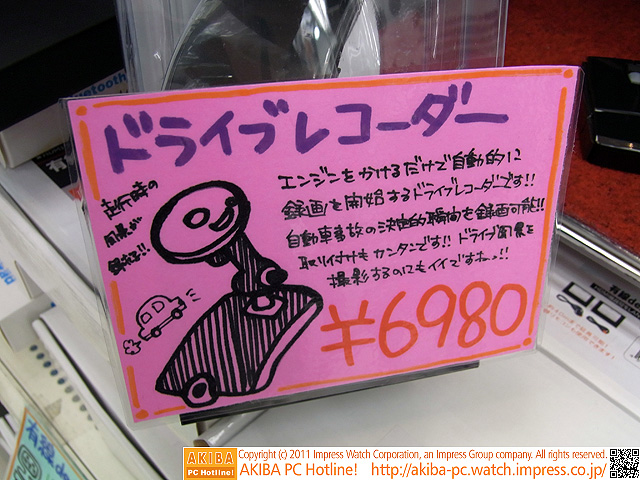 ドライブレコーダー
エンジンをかけるだけで自動的に
録画を開始するドライブレコーダーです!!
自動車事故の決定的瞬間を録画可能!!
取り付けもカンタンです!! ドライブ風景を
撮影するのにもイイですねっ!!
走行時の
風景が
録れる!!
¥6980
Bluetooth
有線
AKIBA
PC Hotline!
Copyright (c) 2011 Impress Watch Corporation, an Impress Group company. All rights reserved.
AKIBA PC Hotline! http://akiba-pc.watch.impress.co.jp/